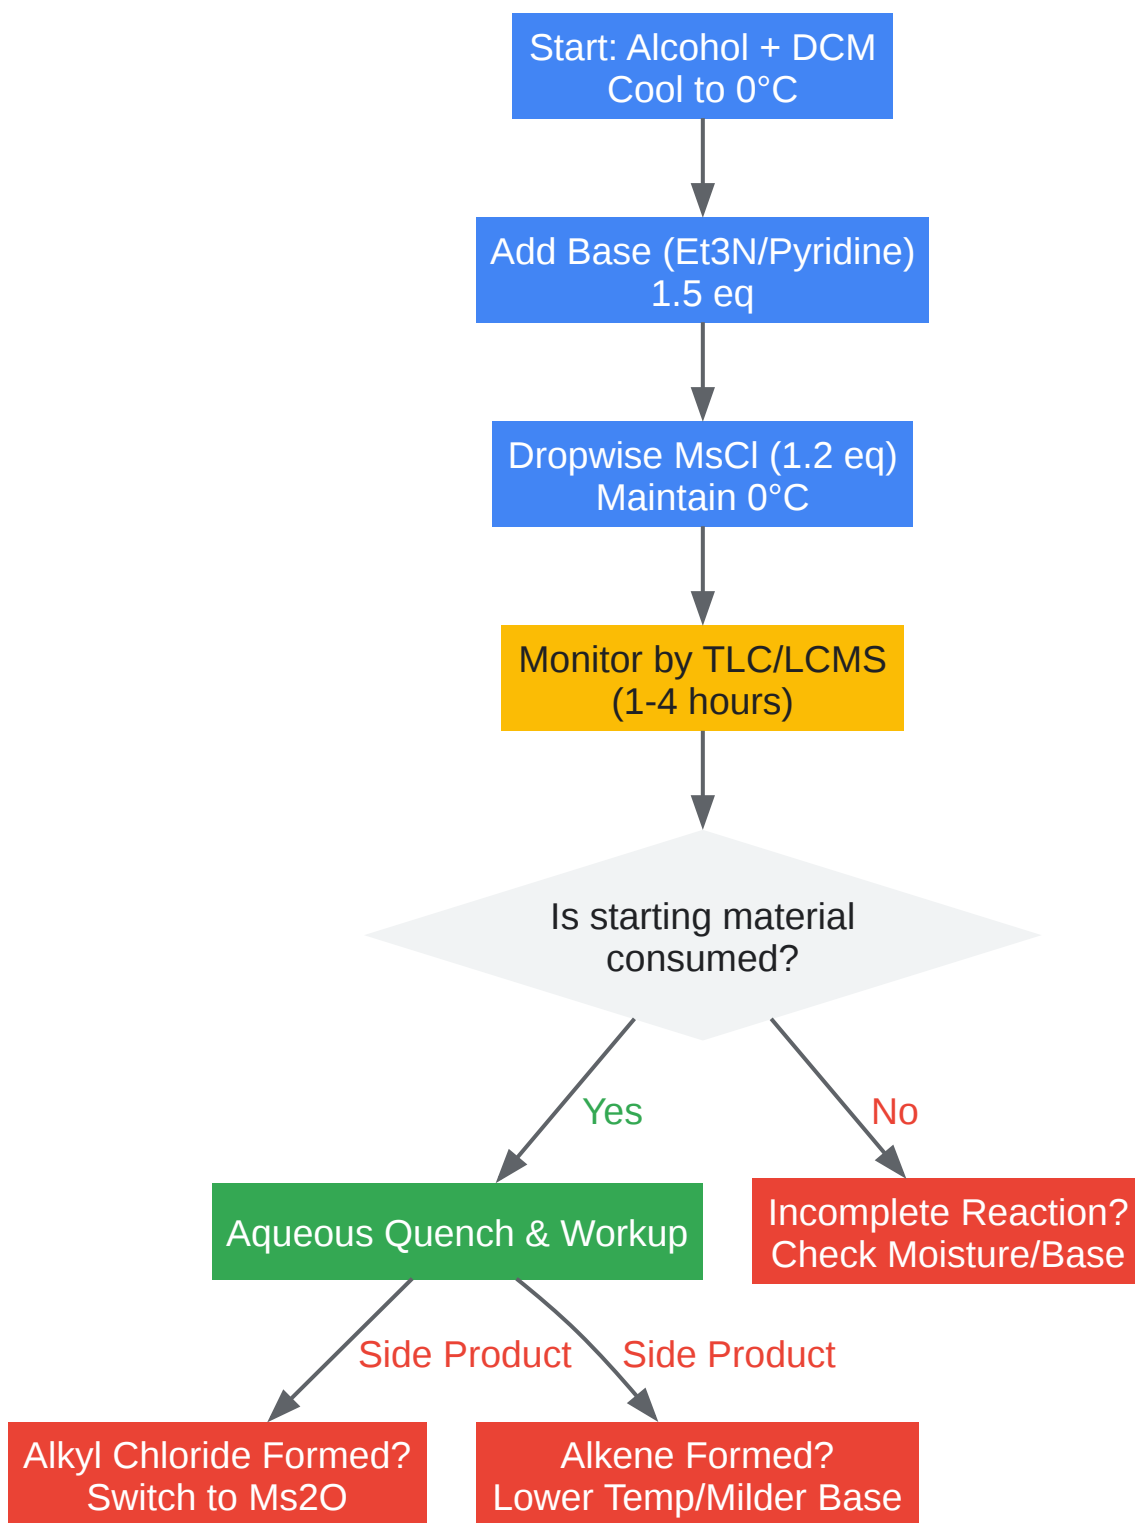 Start: Alcohol + DCM
Cool to 0°C
Add Base (Et3N/Pyridine)
1.5 eq
Dropwise MsCl (1.2 eq)
Maintain 0°C
Monitor by TLC/LCMS
(1-4 hours)
Is starting material
consumed?
Yes
No
Aqueous Quench & Workup
Incomplete Reaction?
Check Moisture/Base
Side Product
Side Product
Alkyl Chloride Formed?
Switch to Ms2O
Alkene Formed?
Lower Temp/Milder Base